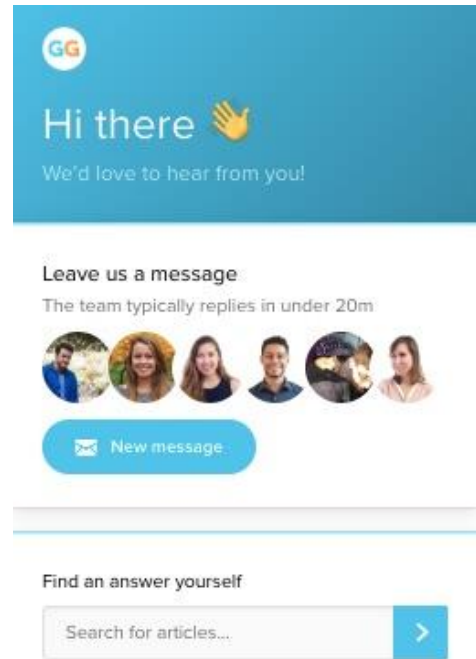 GG
Hi there 👋
We'd love to hear from you!
Leave us a message
The team typically replies in under 20m
New message
Find an answer yourself
Search for articles...